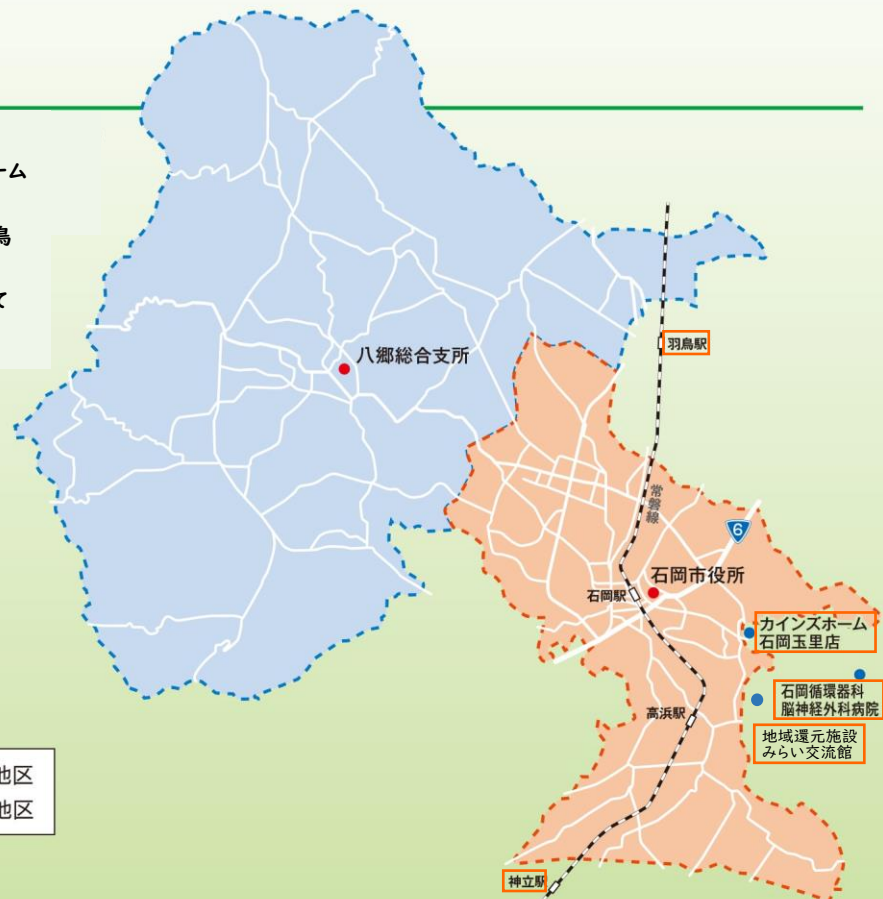 ーム
鳥
て
羽鳥駅
八郷総合支所
常磐線
6
石岡市役所
石岡駅
カインズホーム
石岡玉里店
石岡循環器科
脳神経外科病院
高浜駅
地域還元施設
みらい交流館
地区
地区
神立駅